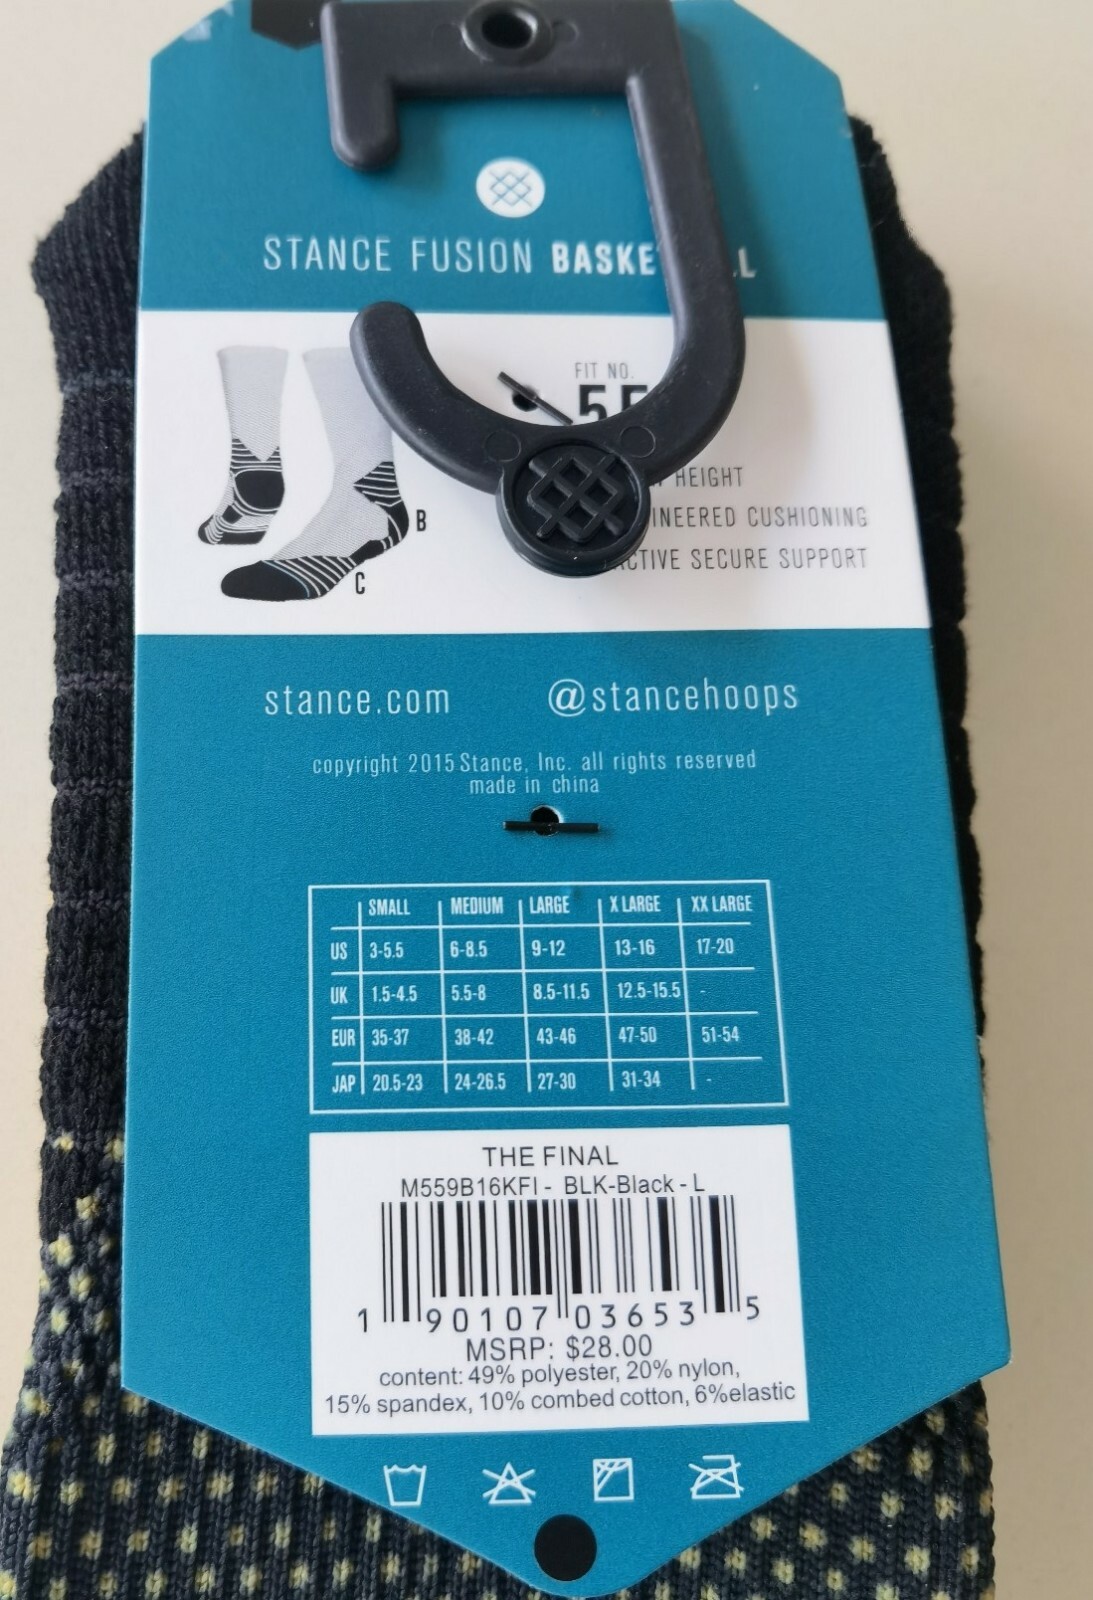 STANCE FUSION
FIT NO.
HEIGHT
CUSHIONING
SECURE SUPPORT
B
C
stance.com @stancehoops
copyright 2015 Stance, Inc. all rights reserved
made in china
SMALL MEDIUM LARGE X LARGE XX LARGE
US 3-5.5 6-8.5 9-12 13-16 17-20
UK 1.5-4.5 5.5-8 8.5-11.5 12.5-15.5 -
EUR 35-37 38-42 43-46 47-50 51-54
JAP 20.5-23 24-26.5 27-30 31-34 -
THE FINAL
M559B16KFI - BLK-Black - L
1 90107 03653 5
MSRP: $28.00
content: 49% polyester, 20% nylon,
15% spandex, 10% combed cotton, 6%elastic